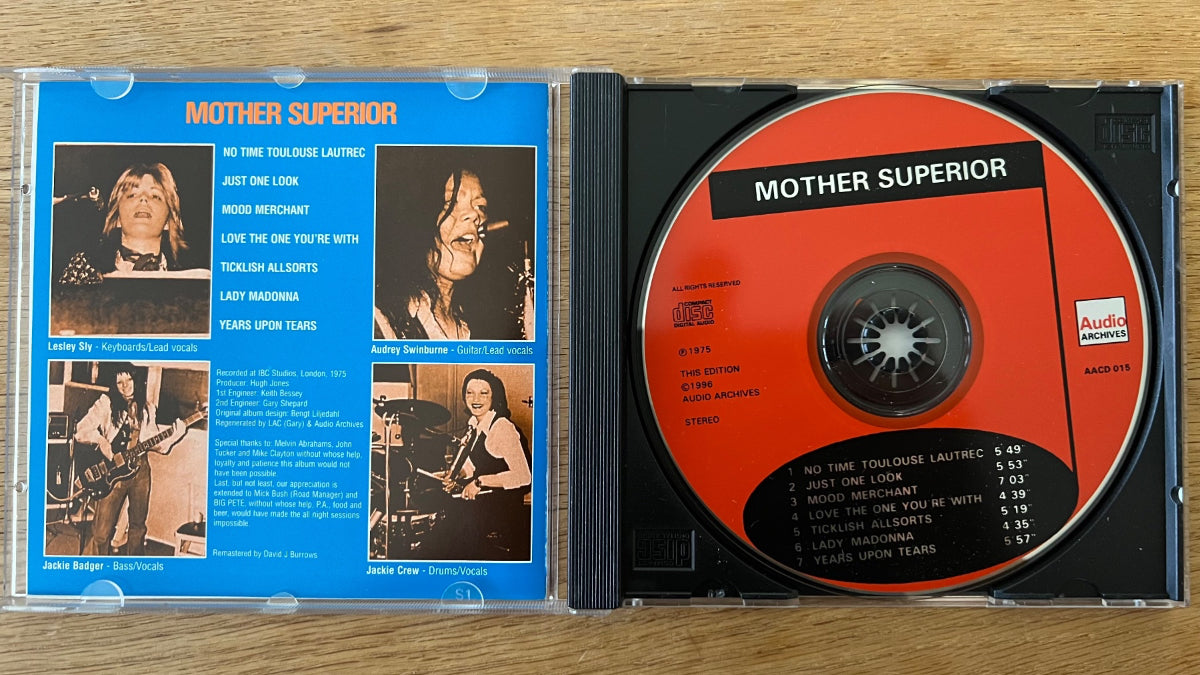 MOTHER SUPERIOR
NO TIME TOULOUSE LAUTREC
JUST ONE LOOK
MOOD MERCHANT
LOVE THE ONE YOU'RE WITH
TICKLISH ALLSORTS
LADY MADONNA
YEARS UPON TEARS
Lesley Sly - Keyboards/Lead vocals
Audrey Swinburne - Guitar/Lead vocals
Recorded at IBC Studios, London, 1975
Producer: Hugh Jones
1st Engineer: Keith Bessey
2nd Engineer: Gary Shepard
Original album design: Bengt Liljedahl
Regenerated by LAC (Gary) & Audio Archives
Special thanks to: Melvin Abrahams, John
Tucker and Mike Clayton without whose help,
loyalty and patience this album would not
have been possible.
Last, but not least, our appreciation is
extended to Mick Bush (Road Manager) and
BIG PETE, without whose help, P.A., food and
beer, would have made the all night sessions
impossible.
Remastered by David J Burrows
Jackie Badger - Bass/Vocals
Jackie Crew - Drums/Vocals
S1
MOTHER SUPERIOR
ALL RIGHTS RESERVED
COMPACT
disc
DIGITAL AUDIO
℗ 1975
THIS EDITION
© 1996
AUDIO ARCHIVES
STEREO
Audio
ARCHIVES
AACD 015
1 NO TIME TOULOUSE LAUTREC 5'49"
2 JUST ONE LOOK 5'53"
3 MOOD MERCHANT 7'03"
4 LOVE THE ONE YOU'RE WITH 4'39"
5 TICKLISH ALLSORTS 5'19"
6 LADY MADONNA 4'35"
7 YEARS UPON TEARS 5'57"
disc
disc